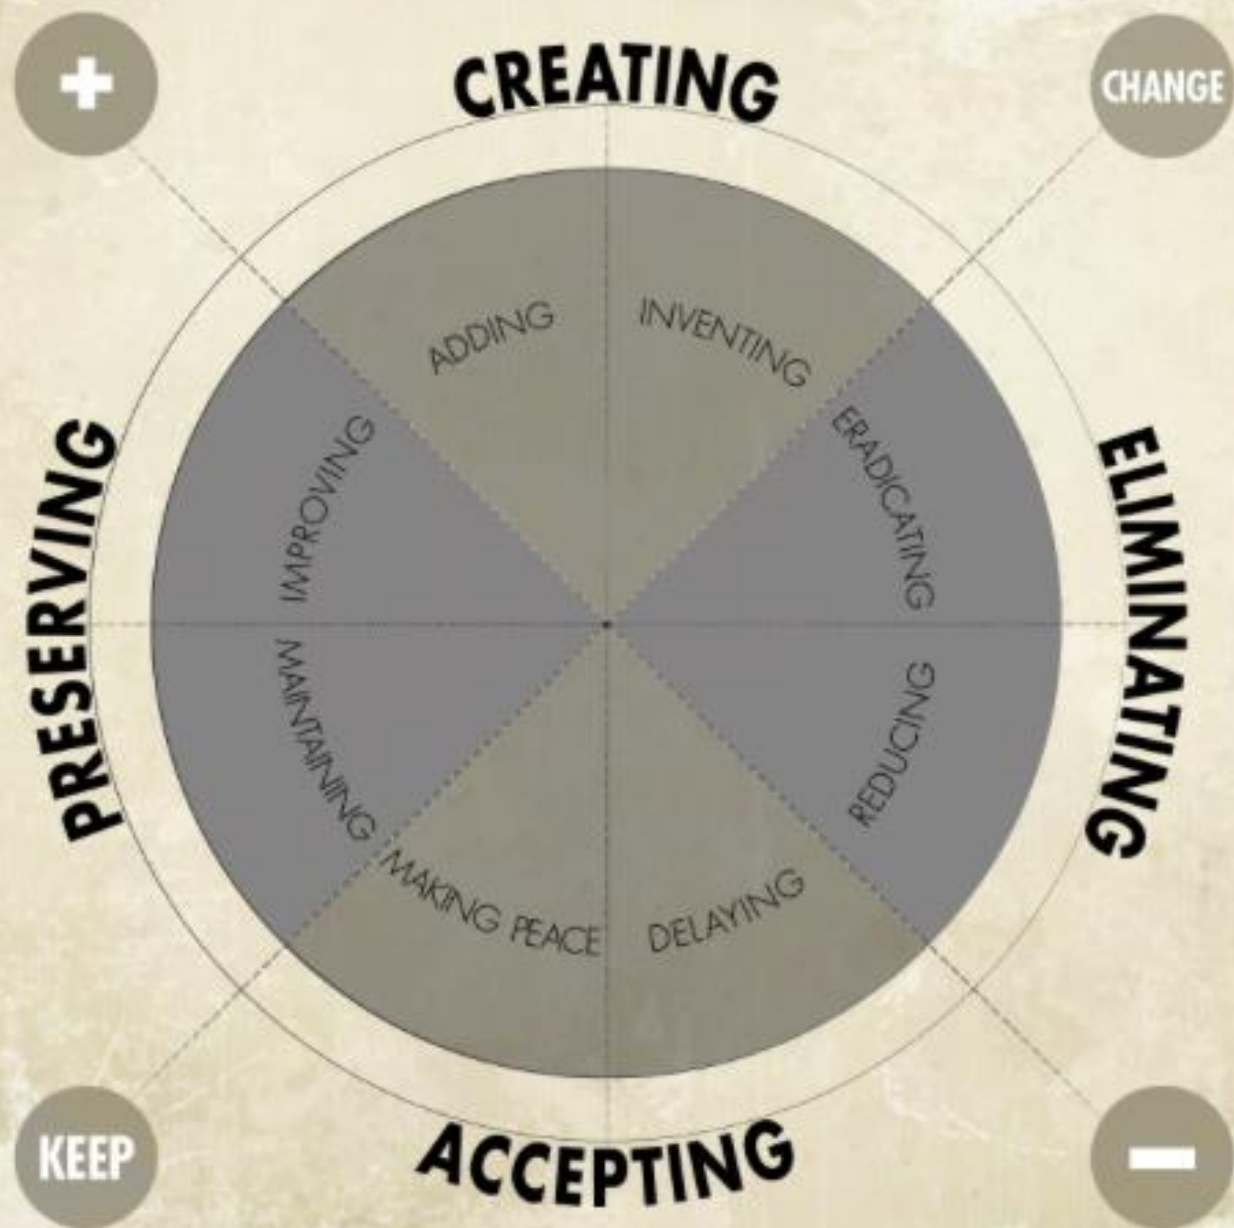 +
CREATING
CHANGE
ADDING
INVENTING
IMPROVING
ERADICATING
PRESERVING
ELIMINATING
MAINTAINING
REDUCING
MAKING PEACE
DELAYING
KEEP
ACCEPTING
-